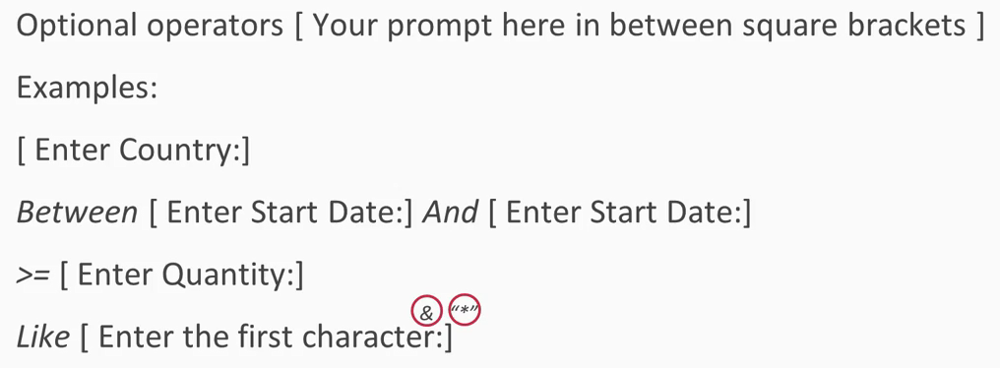 Optional operators [ Your prompt here in between square brackets ]
Examples:
[ Enter Country:]
Between [ Enter Start Date:] And [ Enter Start Date:]
>= [ Enter Quantity:]
& “*”
Like [ Enter the first character:]